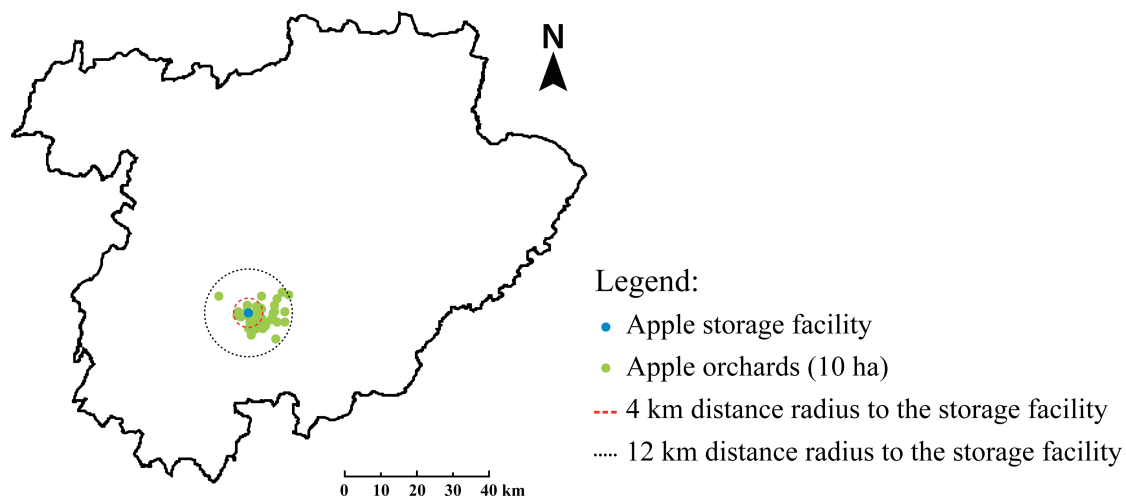 N
Legend:
Apple storage facility
Apple orchards (10 ha)
4 km distance radius to the storage facility
12 km distance radius to the storage facility
0 10 20 30 40 km